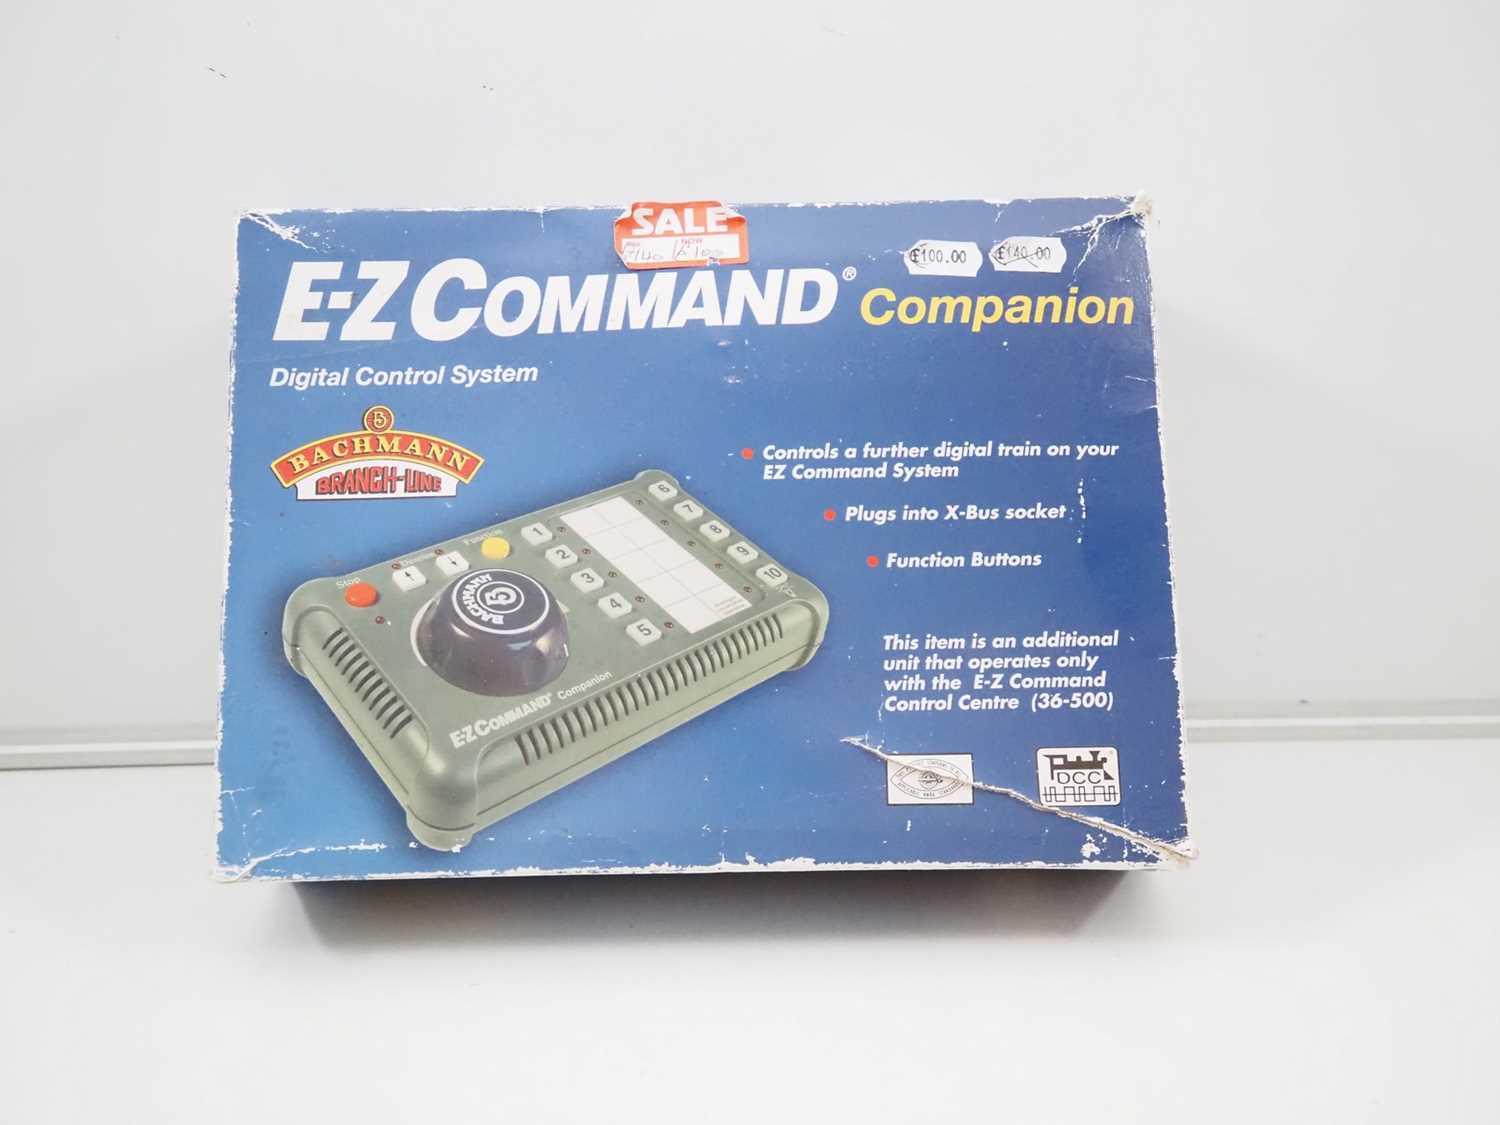 SALE
£140 £100
£100.00 £140.00
E-Z COMMAND® Companion
Digital Control System
B
BACHMANN
BRANCH-LINE
Controls a further digital train on your
EZ Command System
Plugs into X-Bus socket
Function Buttons
This item is an additional
unit that operates only
with the E-Z Command
Control Centre (36-500)
DCC
Stop
Function
1 2 3 4 5
6 7 8 9 10
BACHMANN
B
E-Z COMMAND® Companion